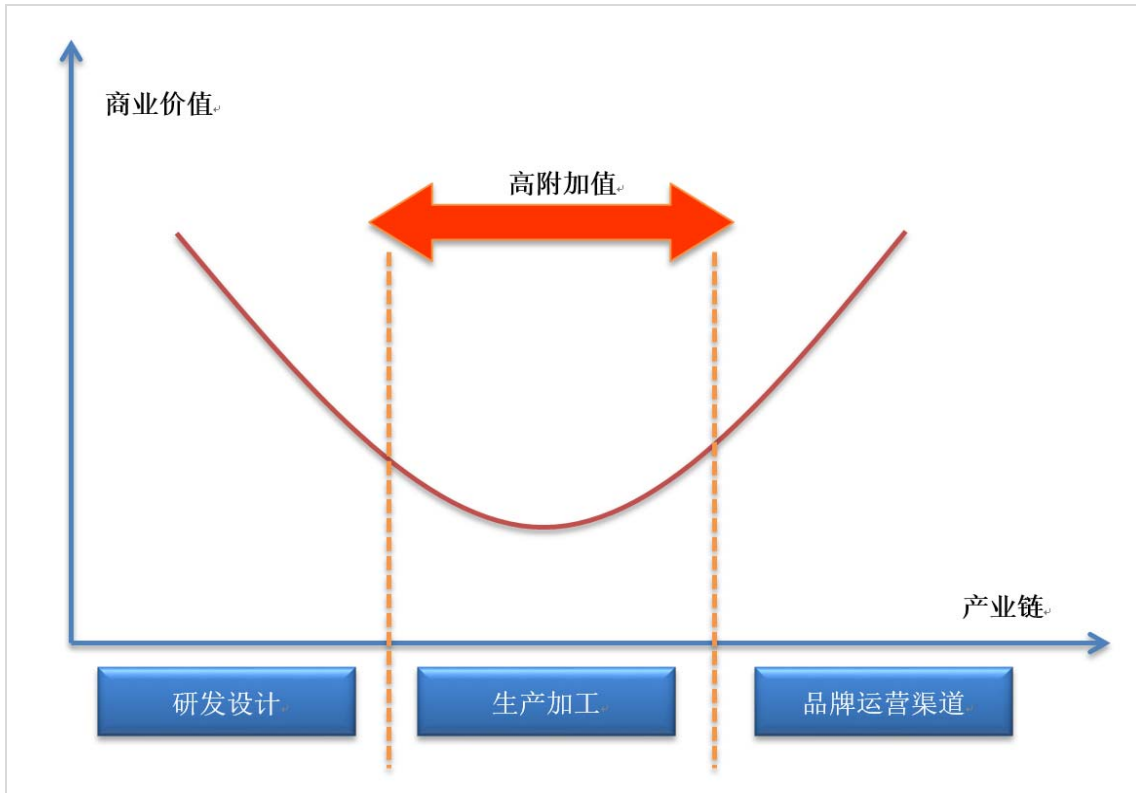 商业价值
高附加值
产业链
研发设计
生产加工
品牌运营渠道